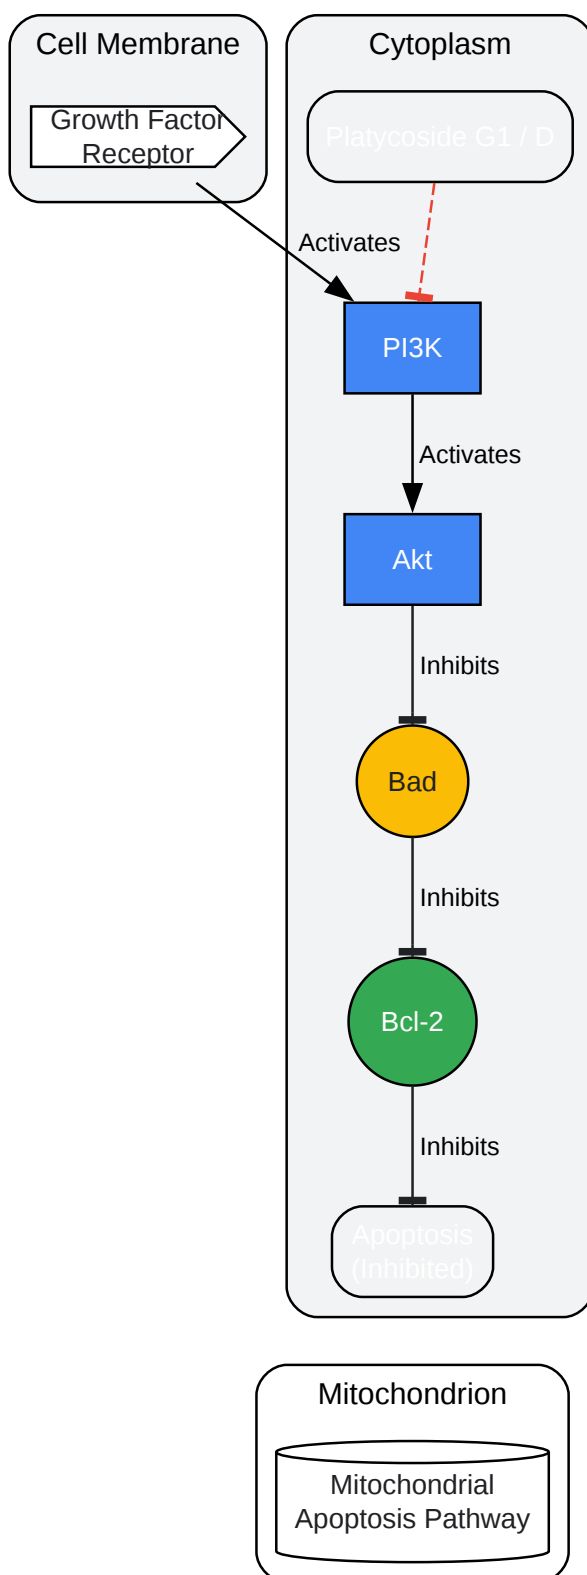 Cell Membrane
Growth Factor
Receptor
Cytoplasm
Platycoside G1 / D
Activates
PI3K
Activates
Akt
Inhibits
Bad
Inhibits
Bcl-2
Inhibits
Apoptosis
(Inhibited)
Mitochondrion
Mitochondrial
Apoptosis Pathway